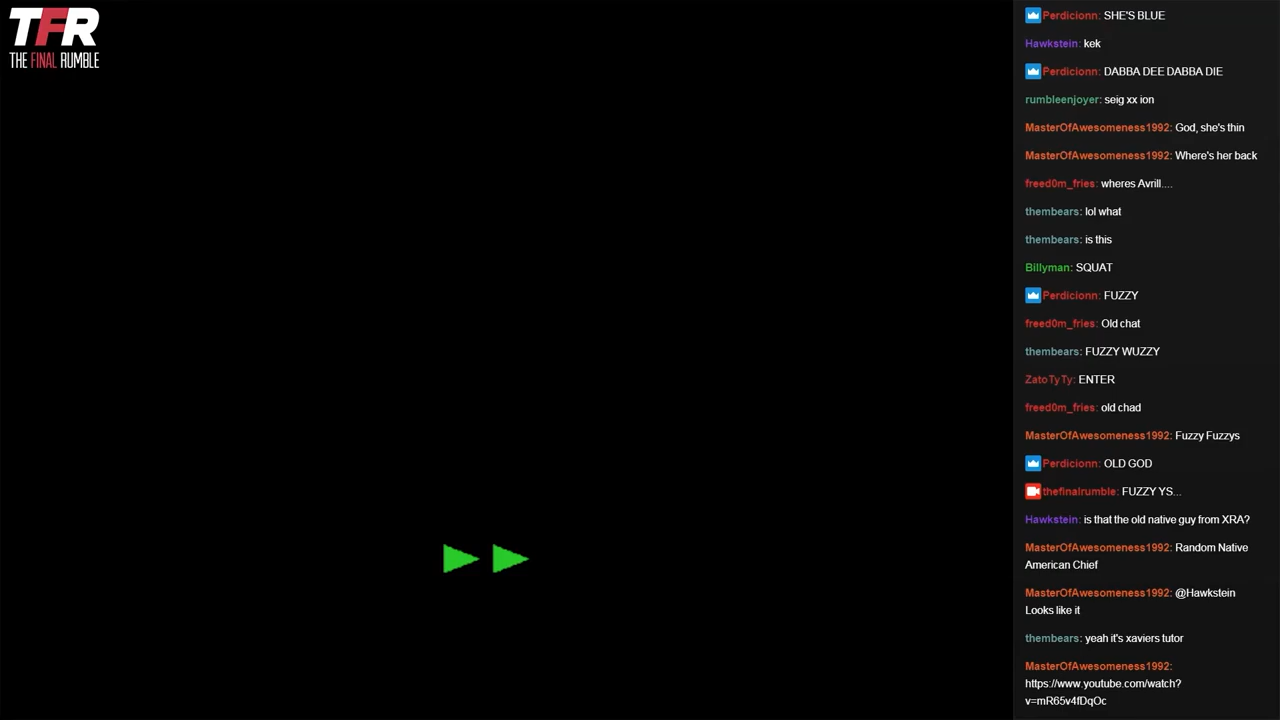 TFR
THE FINAL RUMBLE
Perdicionn: SHE'S BLUE
Hawkstein: kek
Perdicionn: DABBA DEE DABBA DIE
rumbleenjoyer: seig xx ion
MasterOfAwesomeness1992: God, she's thin
MasterOfAwesomeness1992: Where's her back
freed0m_fries: wheres Avrill....
thembears: lol what
thembears: is this
Billyman: SQUAT
Perdicionn: FUZZY
freed0m_fries: Old chat
thembears: FUZZY WUZZY
ZatoTyTy: ENTER
freed0m_fries: old chad
MasterOfAwesomeness1992: Fuzzy Fuzzys
Perdicionn: OLD GOD
thefinalrumble: FUZZY YS...
Hawkstein: is that the old native guy from XRA?
MasterOfAwesomeness1992: Random Native
American Chief
MasterOfAwesomeness1992: @Hawkstein
Looks like it
thembears: yeah it's xaviers tutor
MasterOfAwesomeness1992:
https://www.youtube.com/watch?
v=mR65v4fDqOc